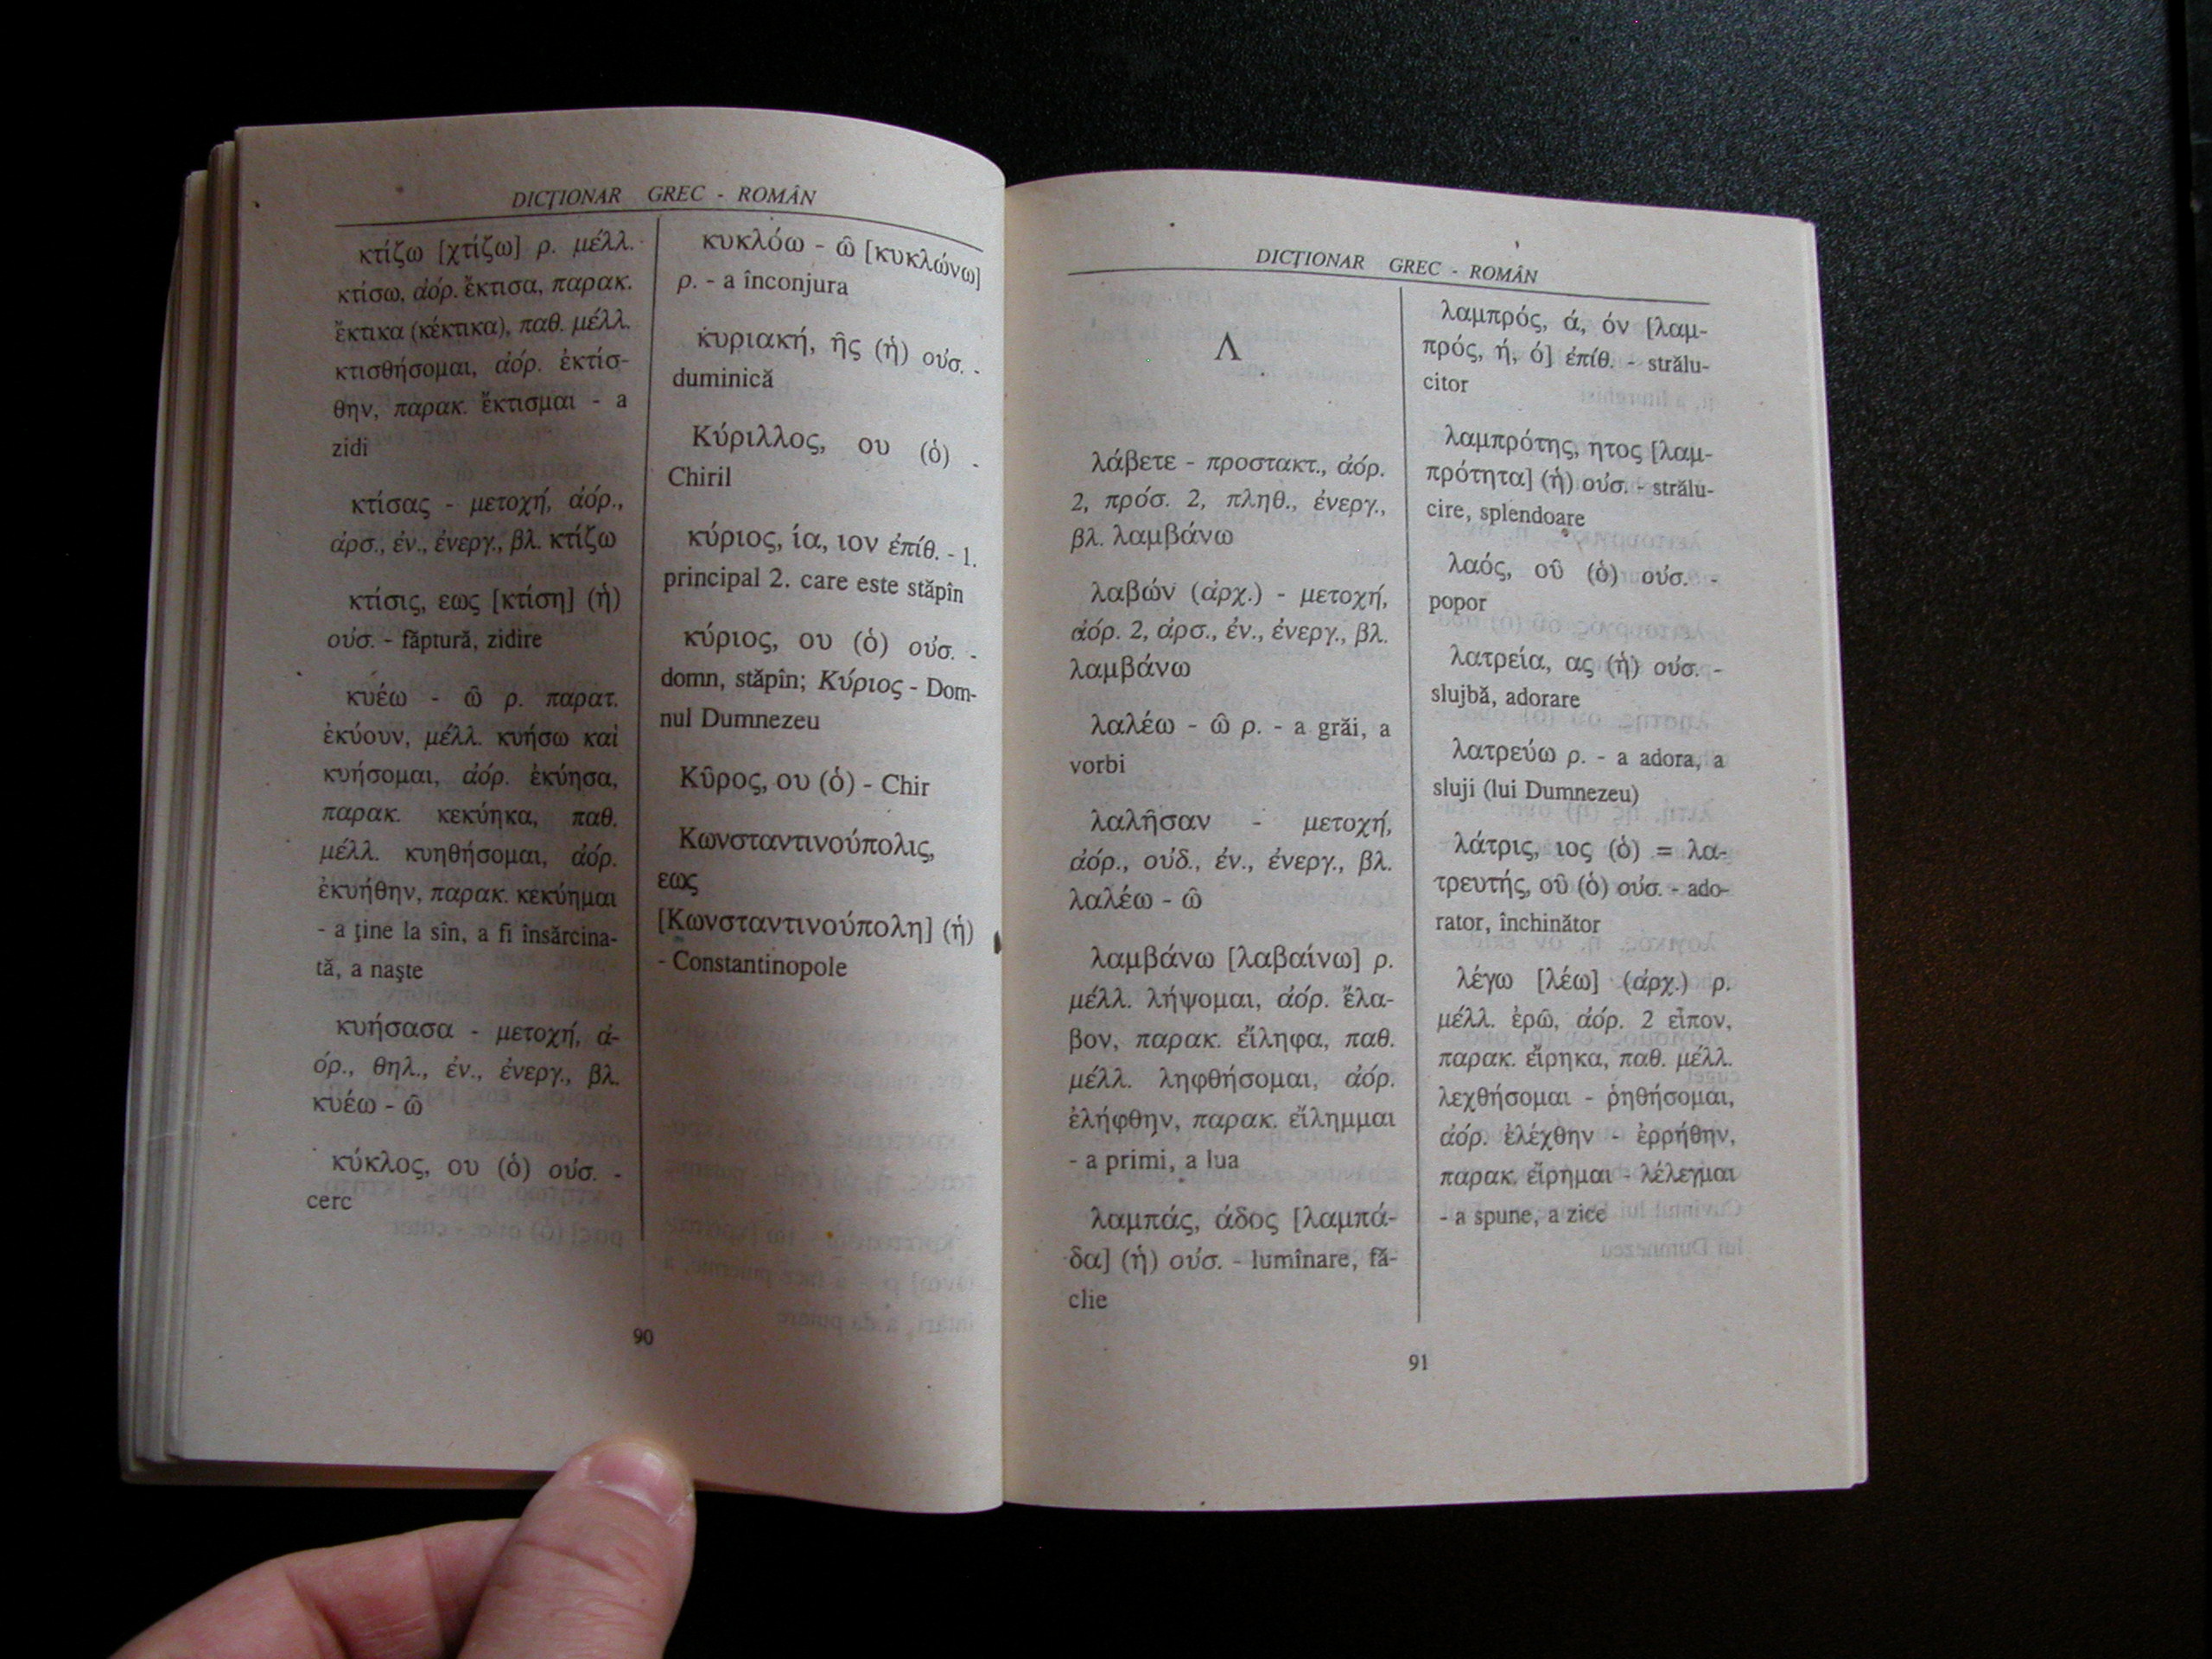 DICŢIONAR GREC - ROMÂN
κτίζω [χτίζω] ρ. μέλλ.
κτίσω, ἀόρ. ἔκτισα, παρακ.
ἔκτικα (κέκτικα), παθ. μέλλ.
κτισθήσομαι, ἀόρ. ἐκτίσ-
θην, παρακ. ἔκτισμαι - a
zidi
κτίσας - μετοχή, ἀόρ.,
ἀρσ., ἑν., ἐνεργ., βλ. κτίζω
κτίσις, εως [κτίση] (ἡ)
οὐσ. - făptură, zidire
κυέω - ῶ ρ. παρατ.
ἐκύουν, μέλλ. κυήσω καὶ
κυήσομαι, ἀόρ. ἐκύησα,
παρακ. κεκύηκα, παθ.
μέλλ. κυηθήσομαι, ἀόρ.
ἐκυήθην, παρακ. κεκύημαι
- a ţine la sîn, a fi însărcina-
tă, a naşte
κυήσασα - μετοχή, ἀ-
όρ., θηλ., ἑν., ἐνεργ., βλ.
κυέω - ῶ
κύκλος, ου (ὁ) οὐσ. -
cerc
κυκλόω - ῶ [κυκλώνω]
ρ. - a înconjura
κυριακή, ῆς (ἡ) οὐσ. -
duminică
Κύριλλος, ου (ὁ) -
Chiril
κύριος, ία, ιον ἐπίθ. - 1.
principal 2. care este stăpîn
κύριος, ου (ὁ) οὐσ. -
domn, stăpîn; Κύριος - Dom-
nul Dumnezeu
Κῦρος, ου (ὁ) - Chir
Κωνσταντινούπολις,
εως
[Κωνσταντινούπολη] (ἡ)
- Constantinopole
90
DICŢIONAR GREC - ROMÂN
Λ
λάβετε - προστακτ., ἀόρ.
2, πρόσ. 2, πληθ., ἐνεργ.,
βλ. λαμβάνω
λαβών (ἀρχ.) - μετοχή,
ἀόρ. 2, ἀρσ., ἑν., ἐνεργ., βλ.
λαμβάνω
λαλέω - ῶ ρ. - a grăi, a
vorbi
λαλῆσαν - μετοχή,
ἀόρ., οὐδ., ἑν., ἐνεργ., βλ.
λαλέω - ῶ
λαμβάνω [λαβαίνω] ρ.
μέλλ. λήψομαι, ἀόρ. ἔλα-
βον, παρακ. εἴληφα, παθ.
μέλλ. ληφθήσομαι, ἀόρ.
ἐλήφθην, παρακ. εἴλημμαι
- a primi, a lua
λαμπάς, άδος [λαμπά-
δα] (ἡ) οὐσ. - lumînare, fă-
clie
λαμπρός, ά, όν [λαμ-
πρός, ή, ό] ἐπίθ. - strălu-
citor
λαμπρότης, ητος [λαμ-
πρότητα] (ἡ) οὐσ. - strălu-
cire, splendoare
λαός, οῦ (ὁ) οὐσ. -
popor
λατρεία, ας (ἡ) οὐσ. -
slujbă, adorare
λατρεύω ρ. - a adora, a
sluji (lui Dumnezeu)
λάτρις, ιος (ὁ) = λα-
τρευτής, οῦ (ὁ) οὐσ. - ado-
rator, închinător
λέγω [λέω] (ἀρχ.) ρ.
μέλλ. ἐρῶ, ἀόρ. 2 εἶπον,
παρακ. εἴρηκα, παθ. μέλλ.
λεχθήσομαι - ῥηθήσομαι,
ἀόρ. ἐλέχθην - ἐρρήθην,
παρακ. εἴρημαι - λέλεγμαι
- a spune, a zice
91